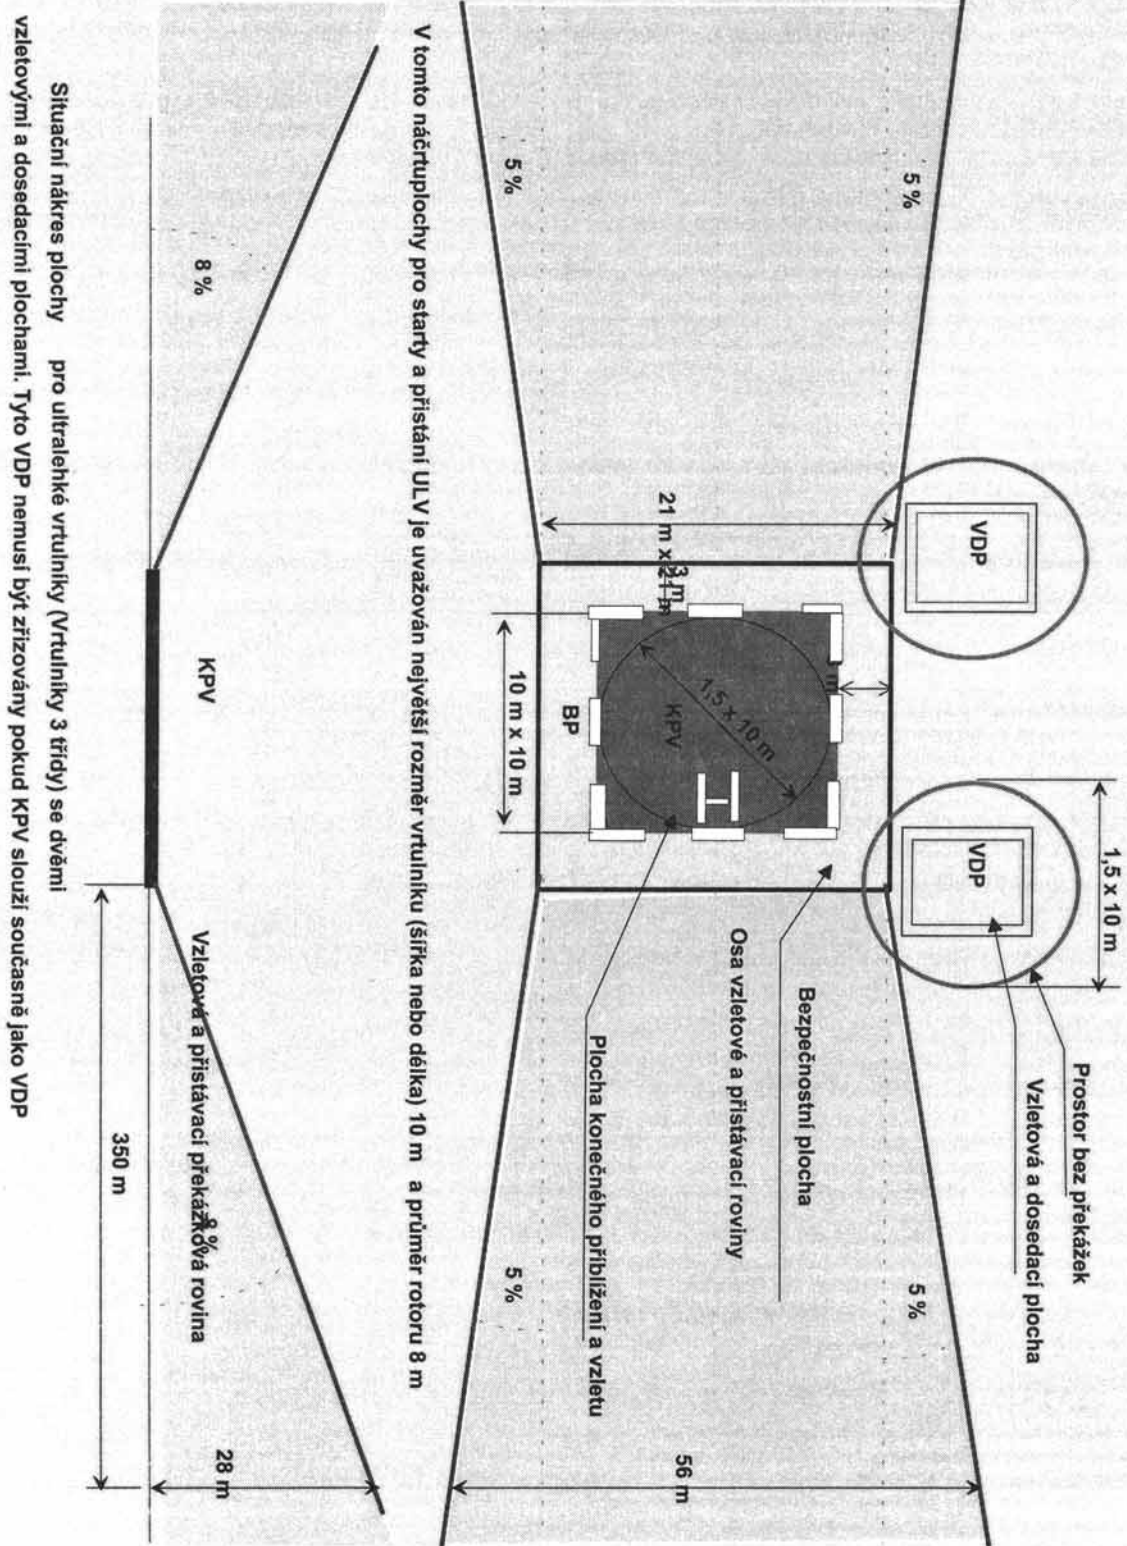 1,5 x 10 m
Prostor bez překážek
Vzletová a dosedací plocha
VDP
VDP
Bezpečnostní plocha
Osa vzletové a přistávací roviny
Plocha konečného přiblížení a vzletu
5 %
5 %
5 %
5 %
56 m
21 m x 21 m
3 m
m
1,5 x 10 m
KPV
H
BP
10 m x 10 m
V tomto náčrtuplochy pro starty a přistání ULV je uvažován největší rozměr vrtulníku (šířka nebo délka) 10 m a průměr rotoru 8 m
8 %
KPV
Vzletová a přistávací překážková rovina
8 %
28 m
350 m
Situační nákres plochy pro ultralehké vrtulníky (Vrtulníky 3 třídy) se dvěmi
vzletovými a dosedacími plochami. Tyto VDP nemusí být zřizovány pokud KPV slouží současně jako VDP